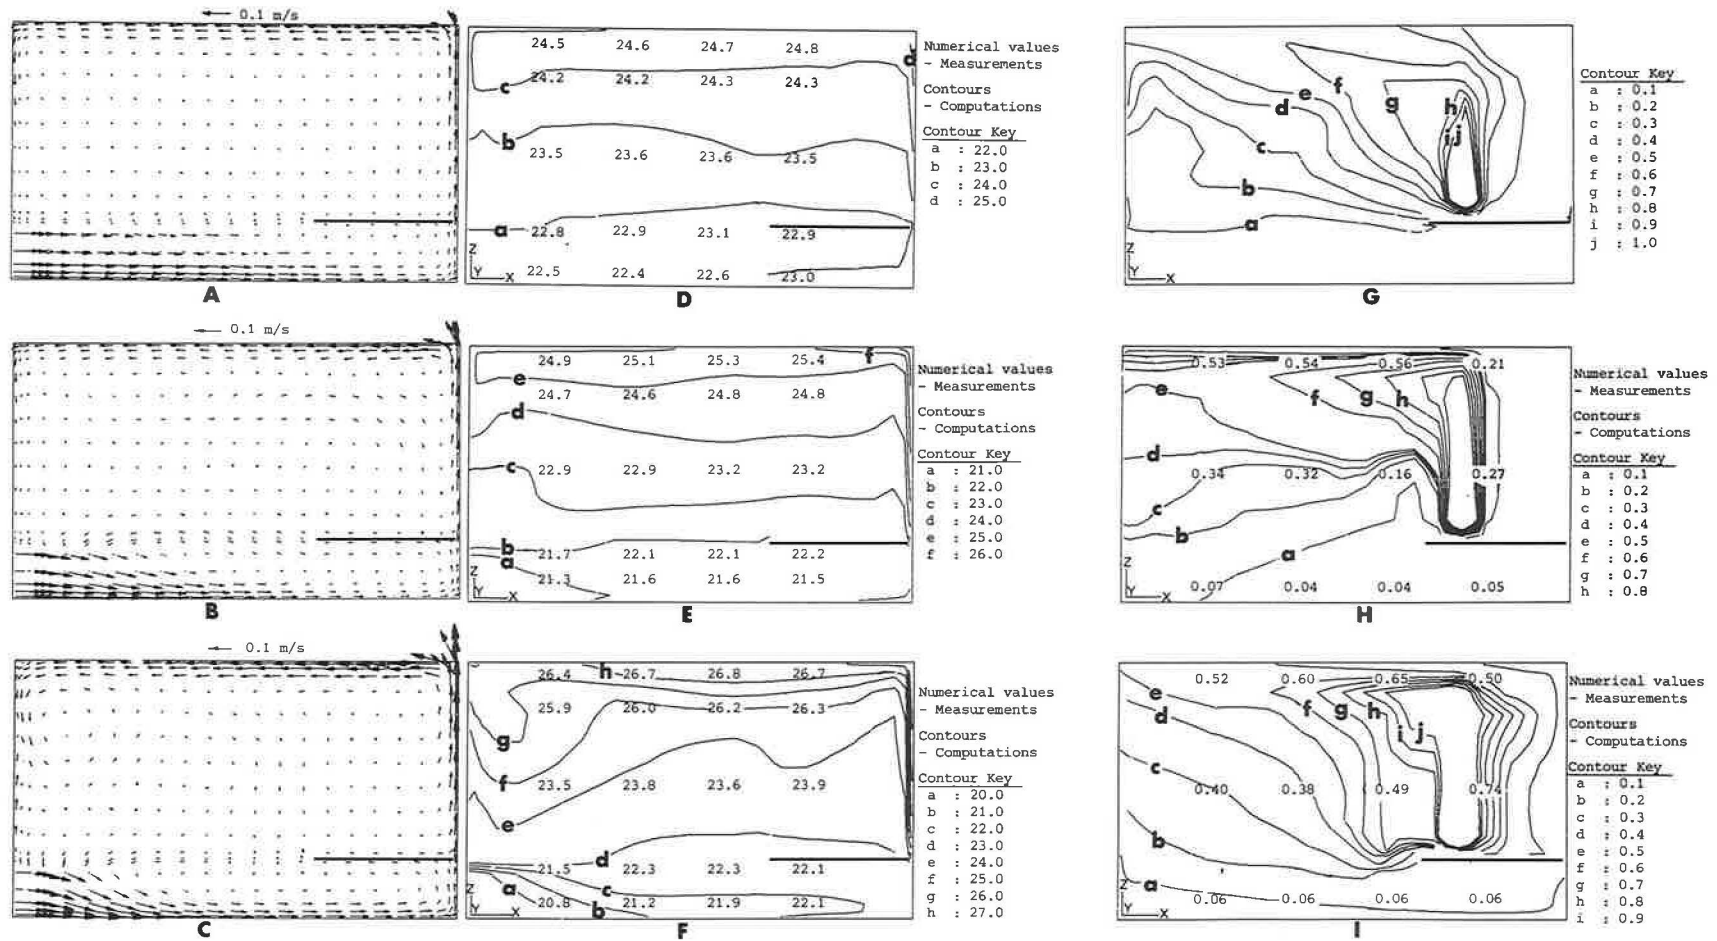 0.1 m/s
A
24.5 24.6 24.7 24.8
d
24.2 24.2 24.3 24.3
c
b
23.5 23.6 23.6 23.5
a 22.8 22.9 23.1 22.9
Z
Y X 22.5 22.4 22.6 23.0
D
Numerical values
- Measurements
Contours
- Computations
Contour Key
a : 22.0
b : 23.0
c : 24.0
d : 25.0
f
e
d
g h
i j
c
b
a
Z
Y X
G
Contour Key
a : 0.1
b : 0.2
c : 0.3
d : 0.4
e : 0.5
f : 0.6
g : 0.7
h : 0.8
i : 0.9
j : 1.0
0.1 m/s
B
24.9 25.1 25.3 25.4 f
e
24.7 24.6 24.8 24.8
d
c 22.9 22.9 23.2 23.2
b
21.7 22.1 22.1 22.2
a
Z 21.3 21.6 21.6 21.5
Y X
E
Numerical values
- Measurements
Contours
- Computations
Contour Key
a : 21.0
b : 22.0
c : 23.0
d : 24.0
e : 25.0
f : 26.0
0.53 0.54 0.56 0.21
e f g h
d
0.34 0.32 0.16 0.27
c
b
a
Z
0.07 0.04 0.04 0.05
Y X
H
Numerical values
- Measurements
Contours
- Computations
Contour Key
a : 0.1
b : 0.2
c : 0.3
d : 0.4
e : 0.5
f : 0.6
g : 0.7
h : 0.8
0.1 m/s
C
26.4 h 26.7 26.8 26.7
25.9 26.0 26.2 26.3
g
f 23.5 23.8 23.6 23.9
e
d
21.5 22.3 22.3 22.1
Z a c
20.8 b 21.2 21.9 22.1
Y X
F
Numerical values
- Measurements
Contours
- Computations
Contour Key
a : 20.0
b : 21.0
c : 22.0
d : 23.0
e : 24.0
f : 25.0
g : 26.0
h : 27.0
0.52 0.60 0.65 0.50
e
d f g h
i j
c
0.40 0.38 0.49 0.74
b
Z a
0.06 0.06 0.06 0.06
Y X
I
Numerical values
- Measurements
Contours
- Computations
Contour Key
a : 0.1
b : 0.2
c : 0.3
d : 0.4
e : 0.5
f : 0.6
g : 0.7
h : 0.8
i : 0.9